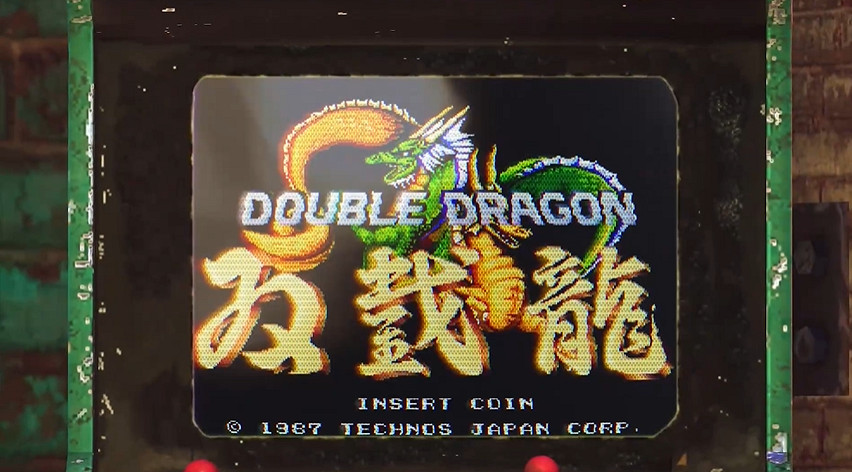 DOUBLE DRAGON
双截龍
INSERT COIN
© 1987 TECHNOS JAPAN CORP.